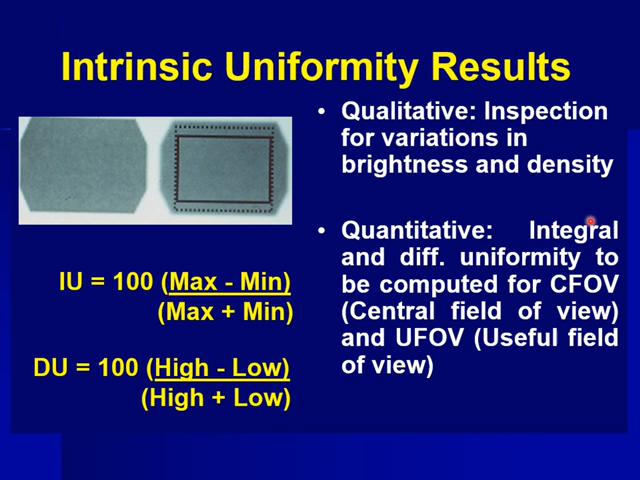 Intrinsic Uniformity Results
• Qualitative: Inspection
for variations in
brightness and density
• Quantitative: Integral
and diff. uniformity to
be computed for CFOV
(Central field of view)
and UFOV (Useful field
of view)
IU = 100 (Max - Min)
(Max + Min)
DU = 100 (High - Low)
(High + Low)